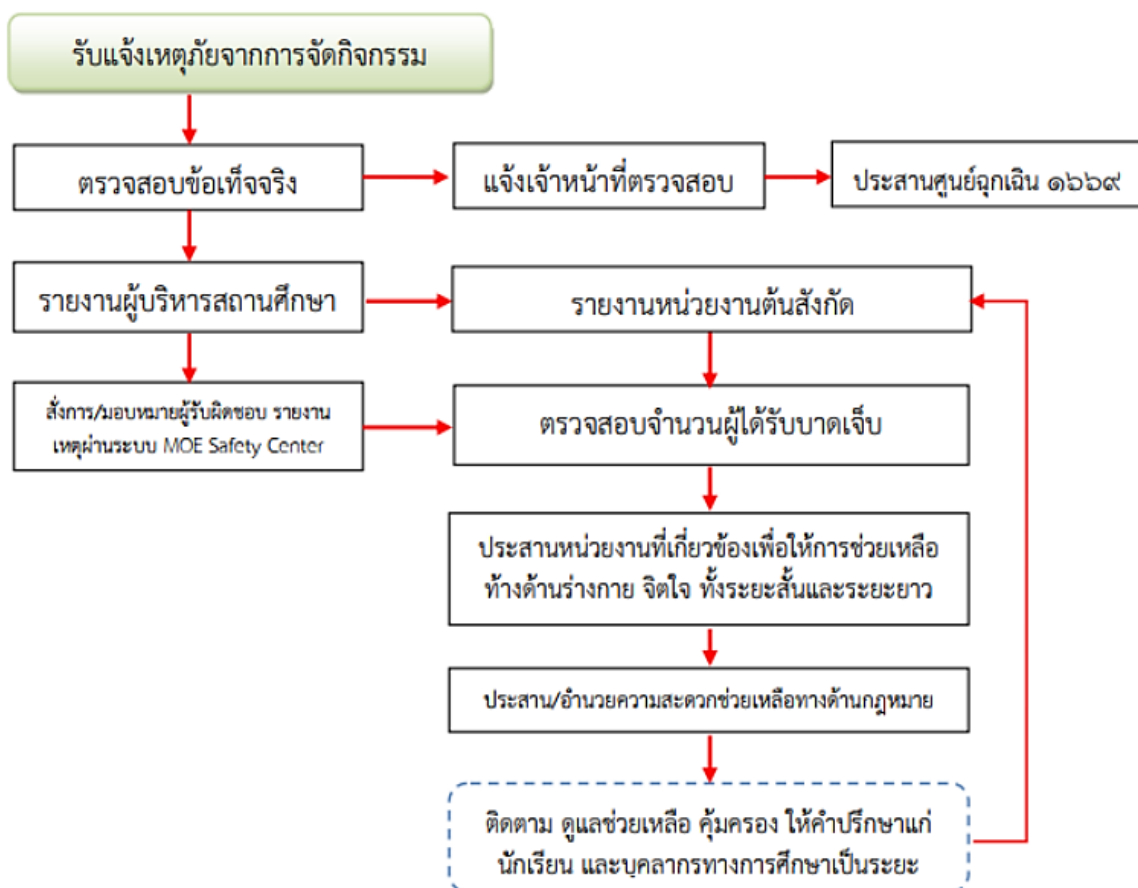 รับแจ้งเหตุภัยจากการจัดกิจกรรม
ตรวจสอบข้อเท็จจริง
แจ้งเจ้าหน้าที่ตรวจสอบ
ประสานศูนย์ฉุกเฉิน ๑๖๖๙
รายงานผู้บริหารสถานศึกษา
รายงานหน่วยงานต้นสังกัด
สั่งการ/มอบหมายผู้รับผิดชอบ รายงาน
เหตุผ่านระบบ MOE Safety Center
ตรวจสอบจำนวนผู้ได้รับบาดเจ็บ
ประสานหน่วยงานที่เกี่ยวข้องเพื่อให้การช่วยเหลือ
ท้างด้านร่างกาย จิตใจ ทั้งระยะสั้นและระยะยาว
ประสาน/อำนวยความสะดวกช่วยเหลือทางด้านกฎหมาย
ติดตาม ดูแลช่วยเหลือ คุ้มครอง ให้คำปรึกษาแก่
นักเรียน และบุคลากรทางการศึกษาเป็นระยะ